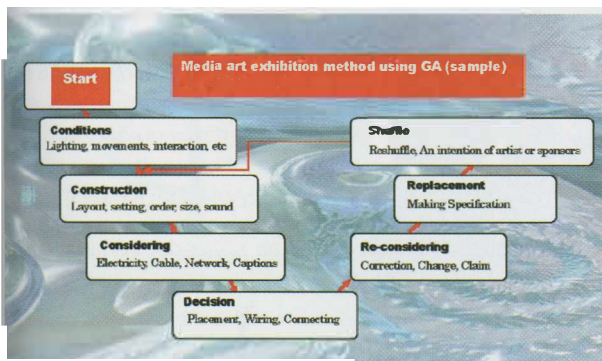 Start
Media art exhibition method using GA (sample)
Conditions
Lighting, movements, interaction, etc
Construction
Layout, setting, order, size, sound
Considering
Electricity, Cable, Network, Captions
Decision
Placement, Wiring, Connecting
Re-considering
Correction, Change, Claim
Replacement
Making Specification
Shuffle
Reshuffle, An intention of artist or sponsors